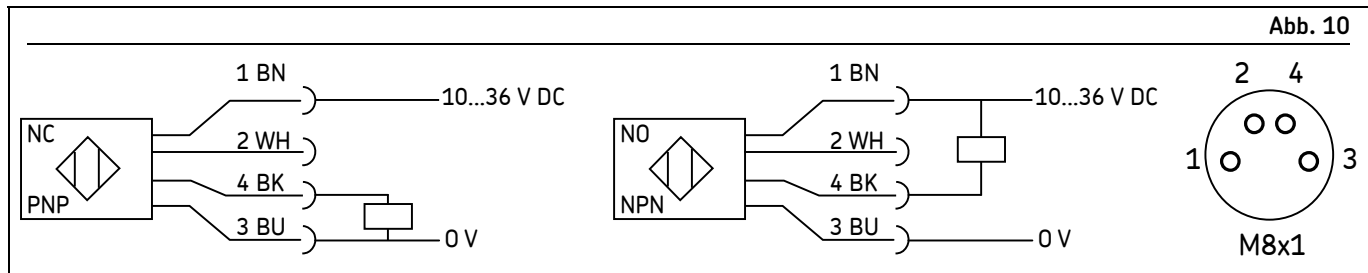 Abb. 10
NC
PNP
1 BN
2 WH
4 BK
3 BU
10...36 V DC
0 V
NO
NPN
1 BN
2 WH
4 BK
3 BU
10...36 V DC
0 V
2 4
1 3
M8x1